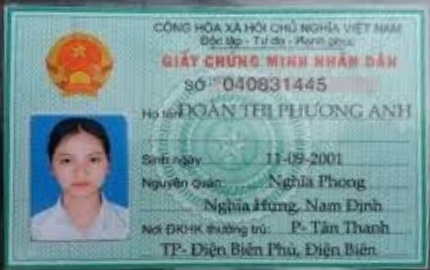 CỘNG HÒA XÃ HỘI CHỦ NGHĨA VIỆT NAM
Độc lập - Tự do - Hạnh phúc
GIẤY CHỨNG MINH NHÂN DÂN
SỐ 040831445
Họ tên ĐOÀN THỊ PHƯƠNG ANH
Sinh ngày 11-09-2001
Nguyên quán Nghĩa Phong
Nghĩa Hưng, Nam Định
Nơi ĐKHK thường trú: P- Tân Thanh
TP- Điện Biên Phủ, Điện Biên